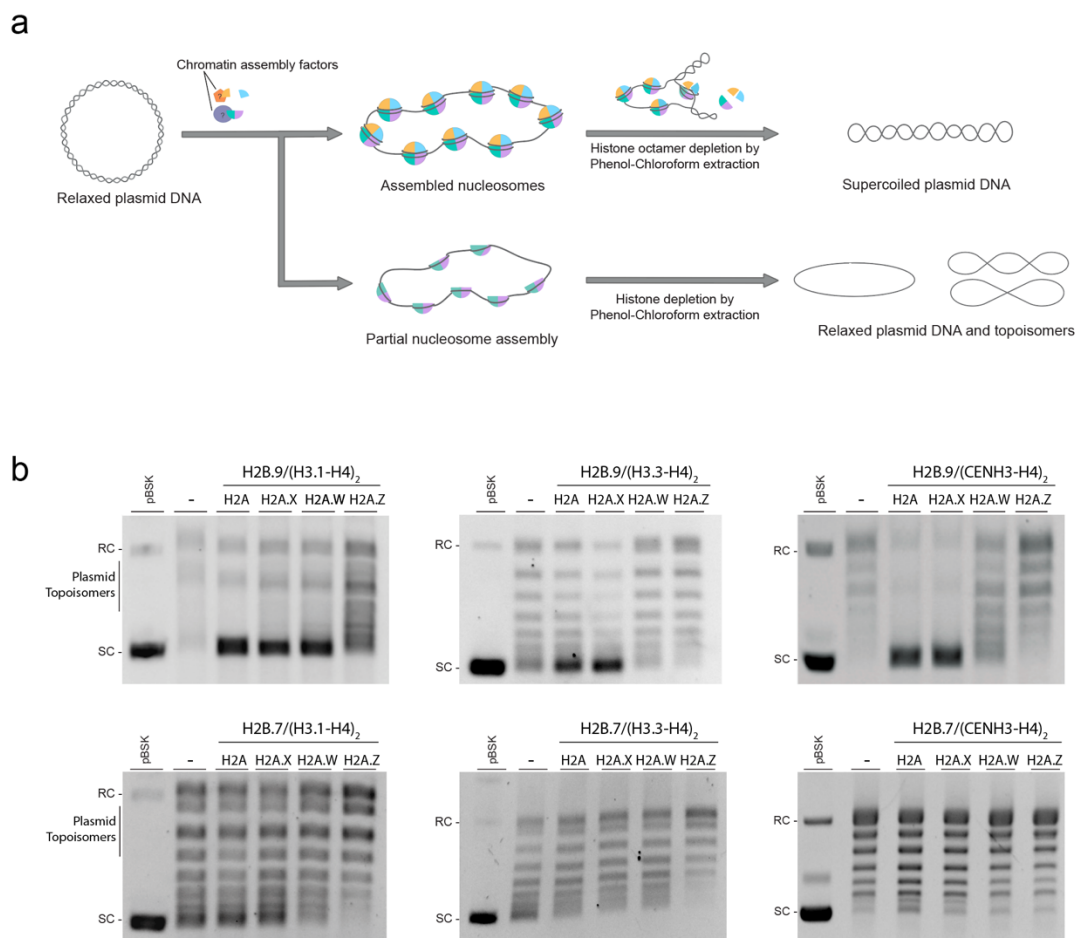 a
Chromatin assembly factors
?
?
Relaxed plasmid DNA
Assembled nucleosomes
Histone octamer depletion by
Phenol-Chloroform extraction
Supercoiled plasmid DNA
Partial nucleosome assembly
Histone depletion by
Phenol-Chloroform extraction
Relaxed plasmid DNA and topoisomers
b
pBSK
-
H2B.9/(H3.1-H4)2
H2A H2A.X H2A.W H2A.Z
RC -
Plasmid
Topoisomers
SC -
pBSK
-
H2B.9/(H3.3-H4)2
H2A H2A.X H2A.W H2A.Z
RC -
SC -
pBSK
-
H2B.9/(CENH3-H4)2
H2A H2A.X H2A.W H2A.Z
RC -
SC -
pBSK
-
H2B.7/(H3.1-H4)2
H2A H2A.X H2A.W H2A.Z
RC -
Plasmid
Topoisomers
SC -
pBSK
-
H2B.7/(H3.3-H4)2
H2A H2A.X H2A.W H2A.Z
RC -
SC -
pBSK
-
H2B.7/(CENH3-H4)2
H2A H2A.X H2A.W H2A.Z
RC -
SC -